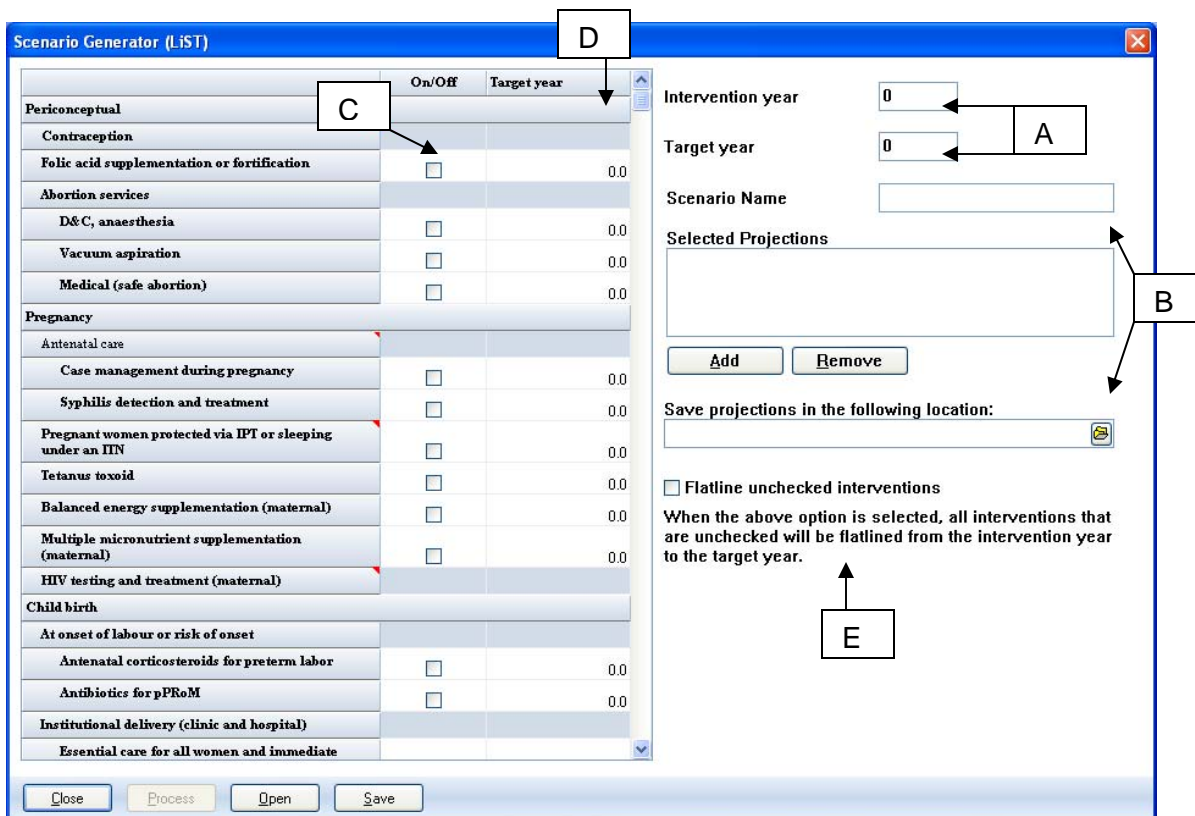 Scenario Generator (LiST)
D
On/Off Target year
Periconceptual
C
Contraception
Folic acid supplementation or fortification 0.0
Abortion services
D&C, anaesthesia 0.0
Vacuum aspiration 0.0
Medical (safe abortion) 0.0
Pregnancy
Antenatal care
Case management during pregnancy 0.0
Syphilis detection and treatment 0.0
Pregnant women protected via IPT or sleeping
under an ITN 0.0
Tetanus toxoid 0.0
Balanced energy supplementation (maternal) 0.0
Multiple micronutrient supplementation
(maternal) 0.0
HIV testing and treatment (maternal)
Child birth
At onset of labour or risk of onset
Antenatal corticosteroids for preterm labor 0.0
Antibiotics for pPRoM 0.0
Institutional delivery (clinic and hospital)
Essential care for all women and immediate
Intervention year 0
A
Target year 0
Scenario Name
Selected Projections
B
Add Remove
Save projections in the following location:
Flatline unchecked interventions
When the above option is selected, all interventions that
are unchecked will be flatlined from the intervention year
to the target year.
E
Close Process Open Save